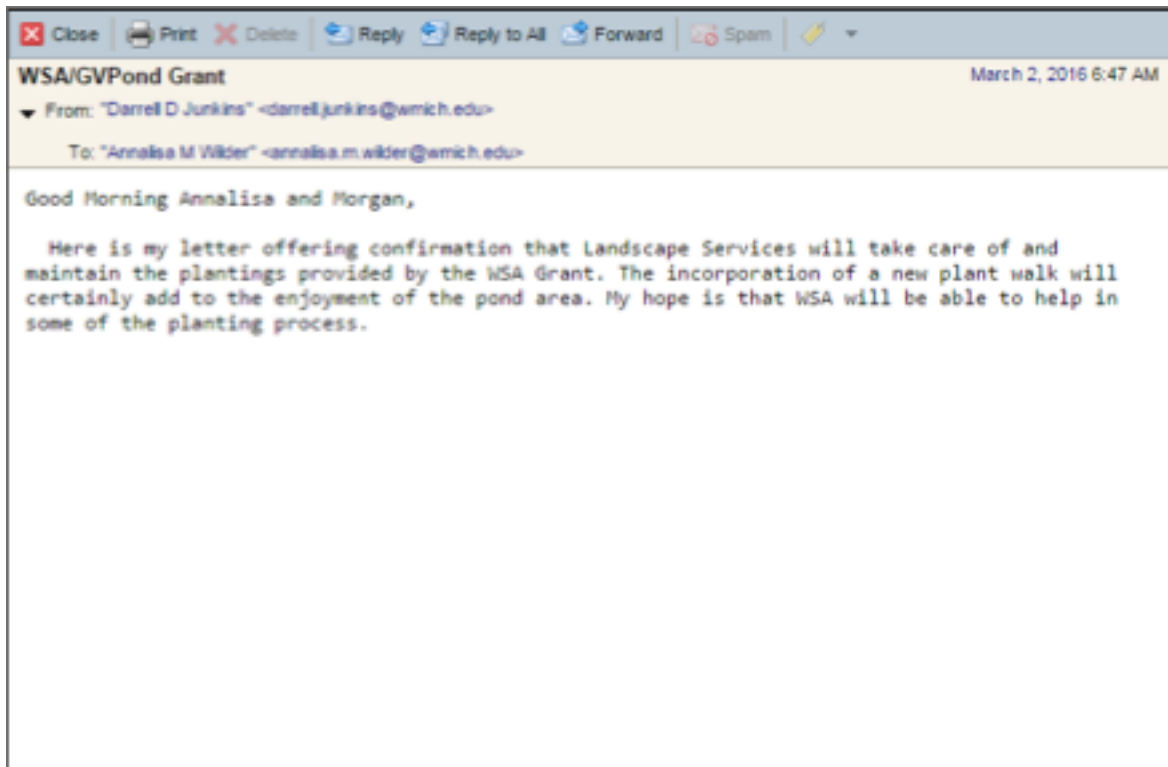 Close Print Delete Reply Reply to All Forward Spam
WSA/GVPond Grant March 2, 2016 6:47 AM
From: "Darrell D Junkins" <darrell.junkins@wmich.edu>
To: "Annalisa M Wilder" <annalisa.m.wilder@wmich.edu>
Good Morning Annalisa and Morgan,
Here is my letter offering confirmation that Landscape Services will take care of and
maintain the plantings provided by the WSA Grant. The incorporation of a new plant walk will
certainly add to the enjoyment of the pond area. My hope is that WSA will be able to help in
some of the planting process.